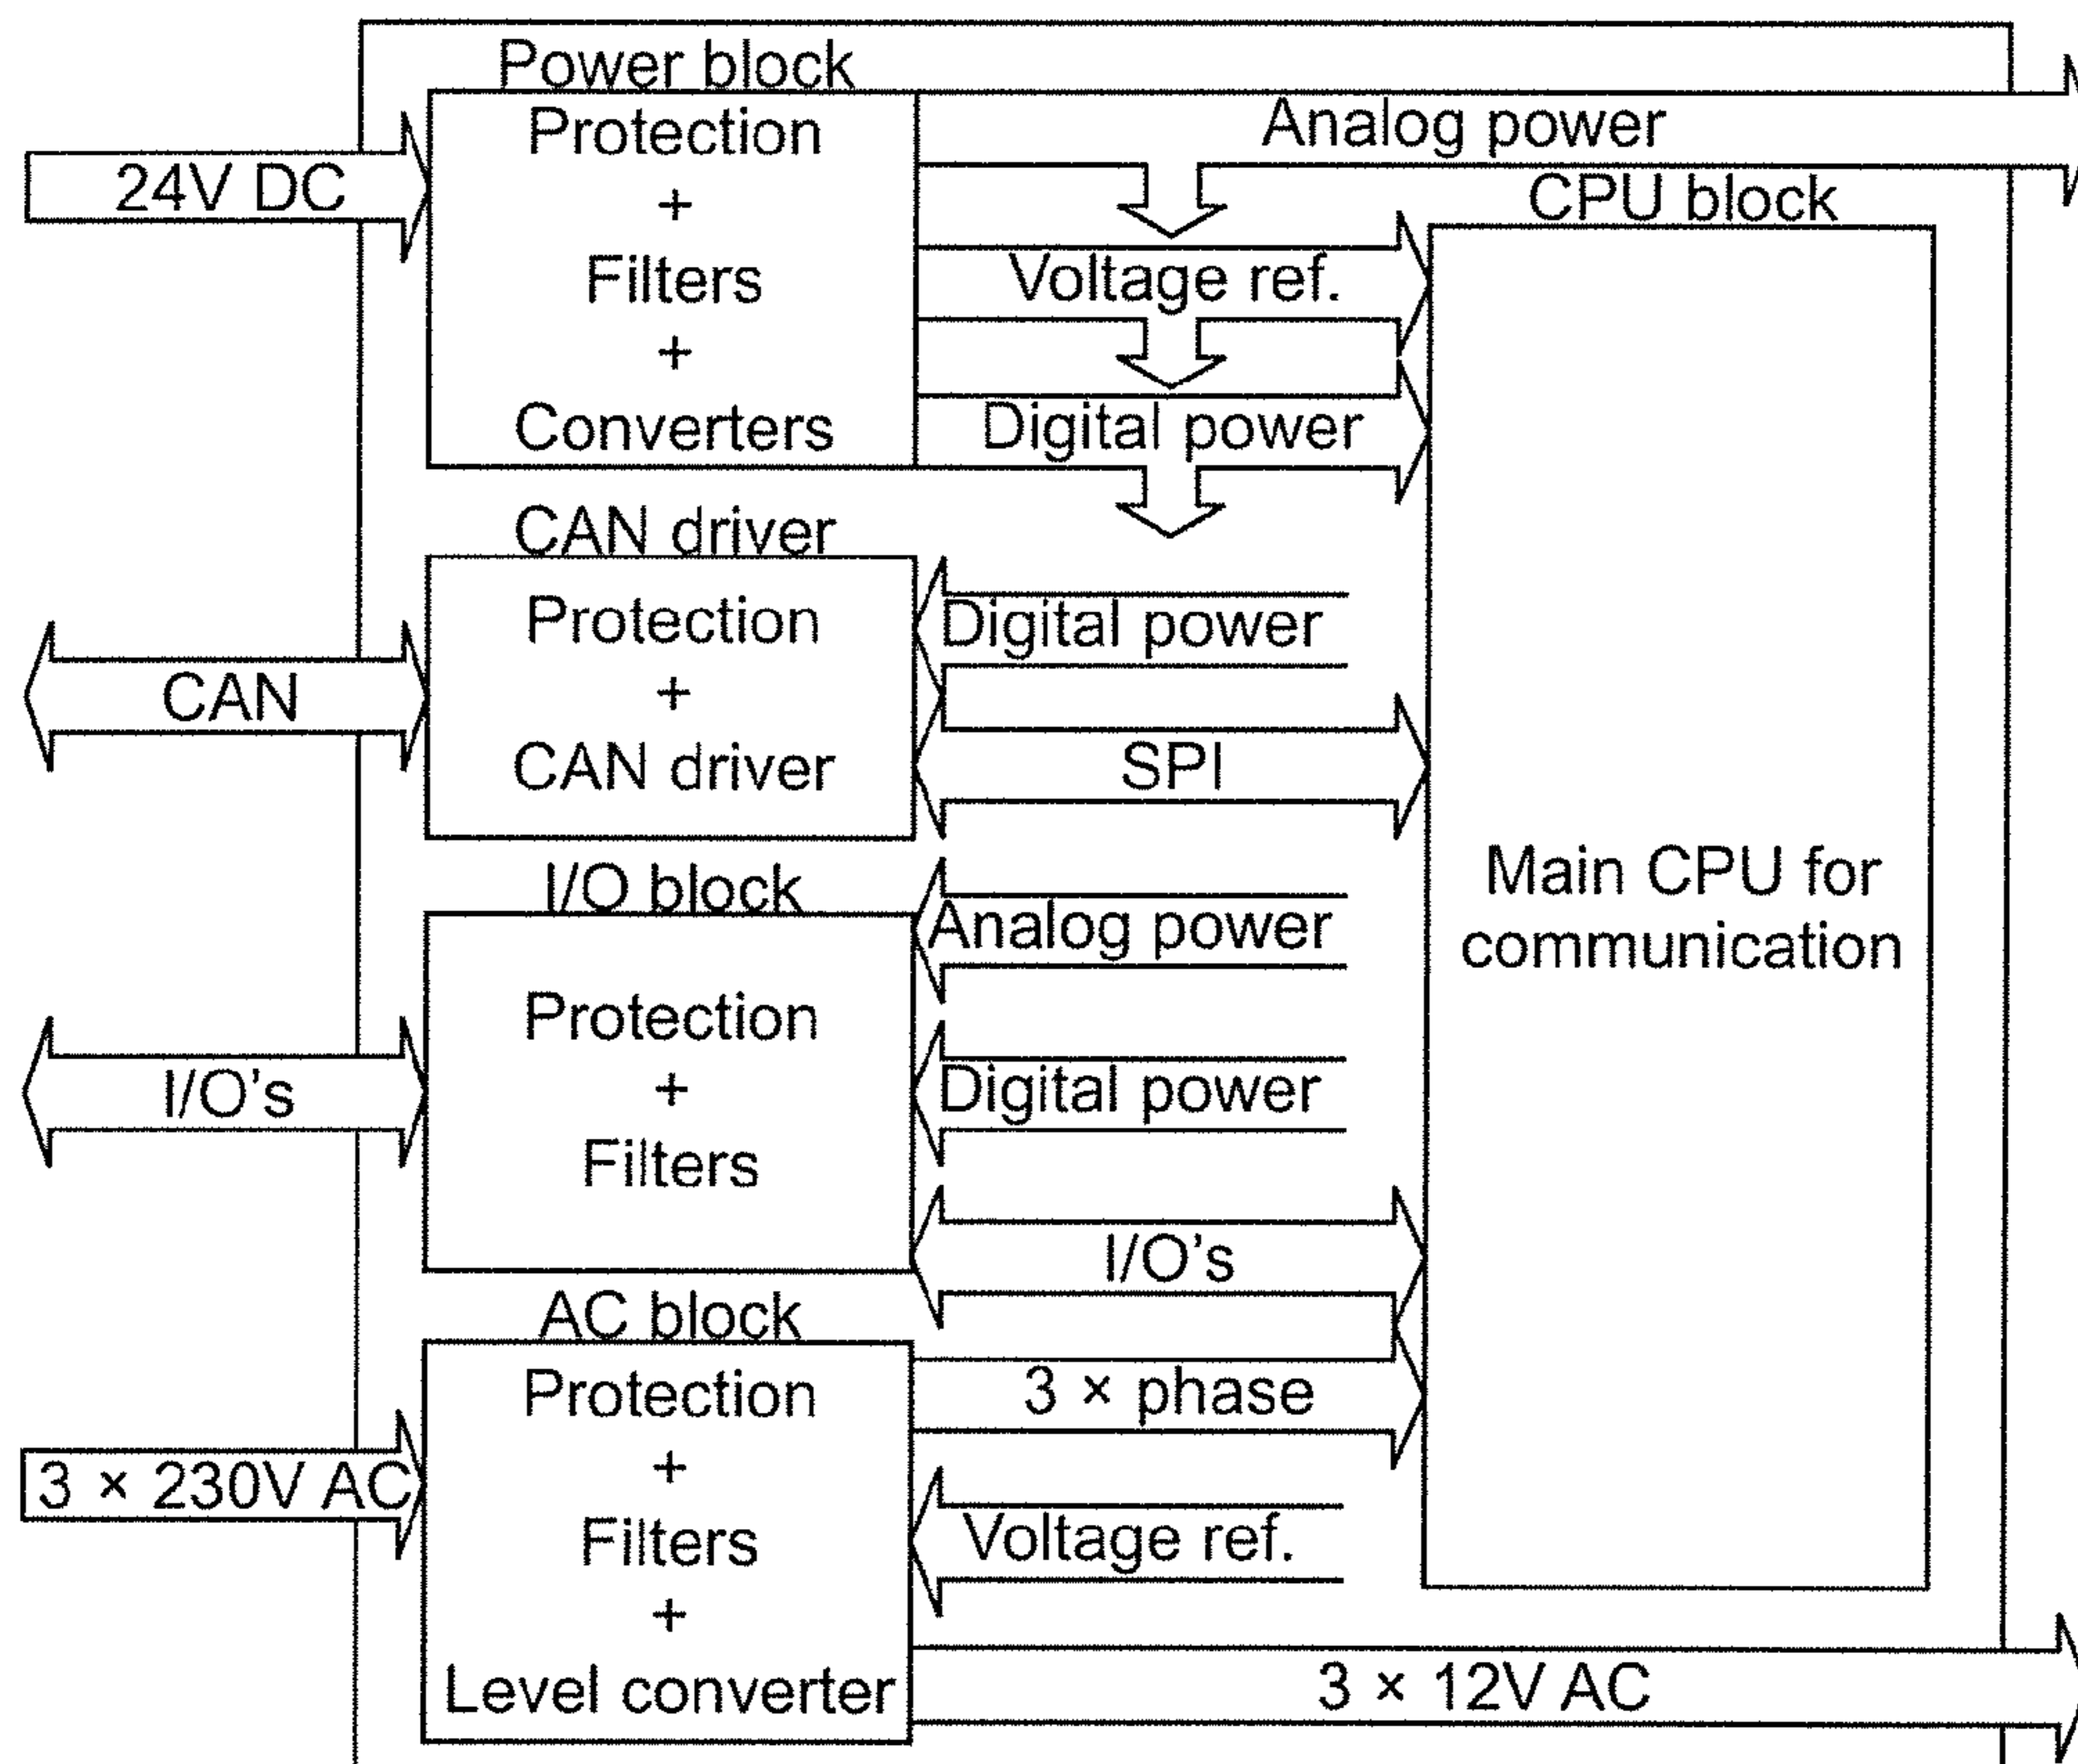 Power block
Protection
+
Filters
+
Converters
24V DC
Analog power
CPU block
Voltage ref.
Digital power
CAN driver
Protection
+
CAN driver
CAN
Digital power
SPI
Main CPU for
communication
I/O block
Protection
+
Filters
I/O's
Analog power
Digital power
I/O's
AC block
Protection
+
Filters
+
Level converter
3 × 230V AC
3 × phase
Voltage ref.
3 × 12V AC